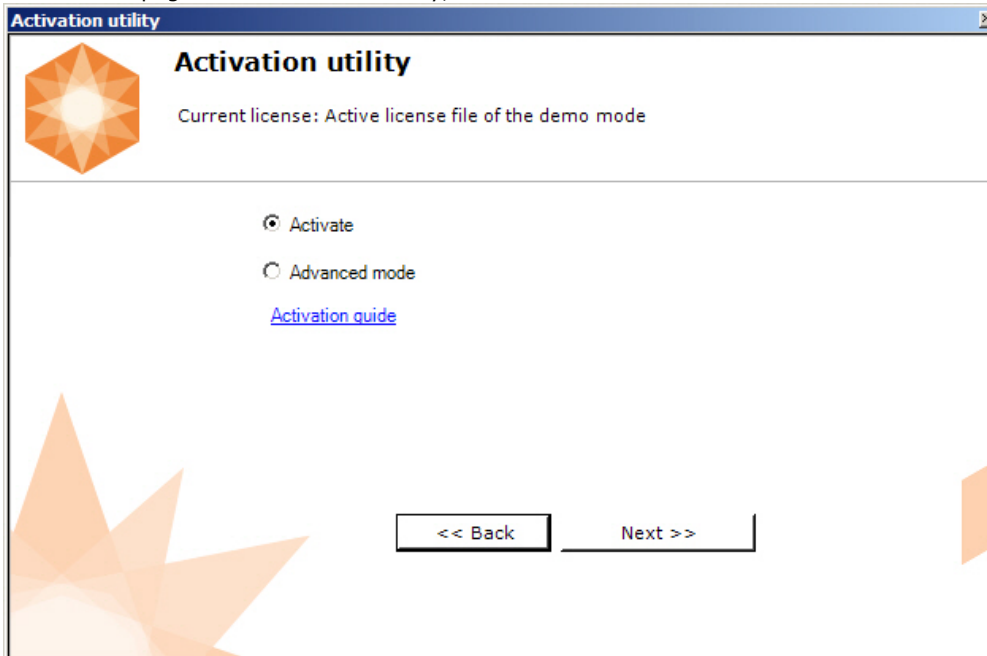 Activation utility
Activation utility
Current license: Active license file of the demo mode
Activate
Advanced mode
Activation guide
<< Back
Next >>